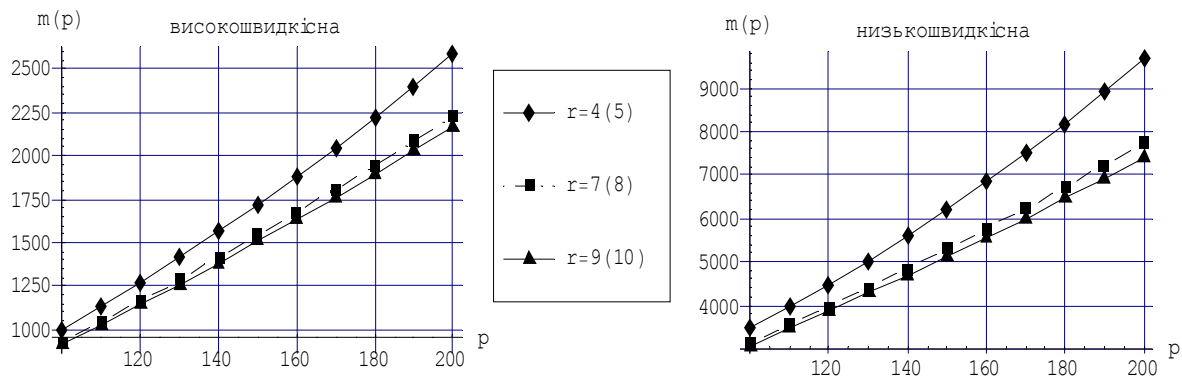 m(p)
високошвидкісна
2500
2250
2000
1750
1500
1250
1000
120 140 160 180 200
p
r=4(5)
r=7(8)
r=9(10)
m(p)
низькошвидкісна
9000
8000
7000
6000
5000
4000
120 140 160 180 200
p